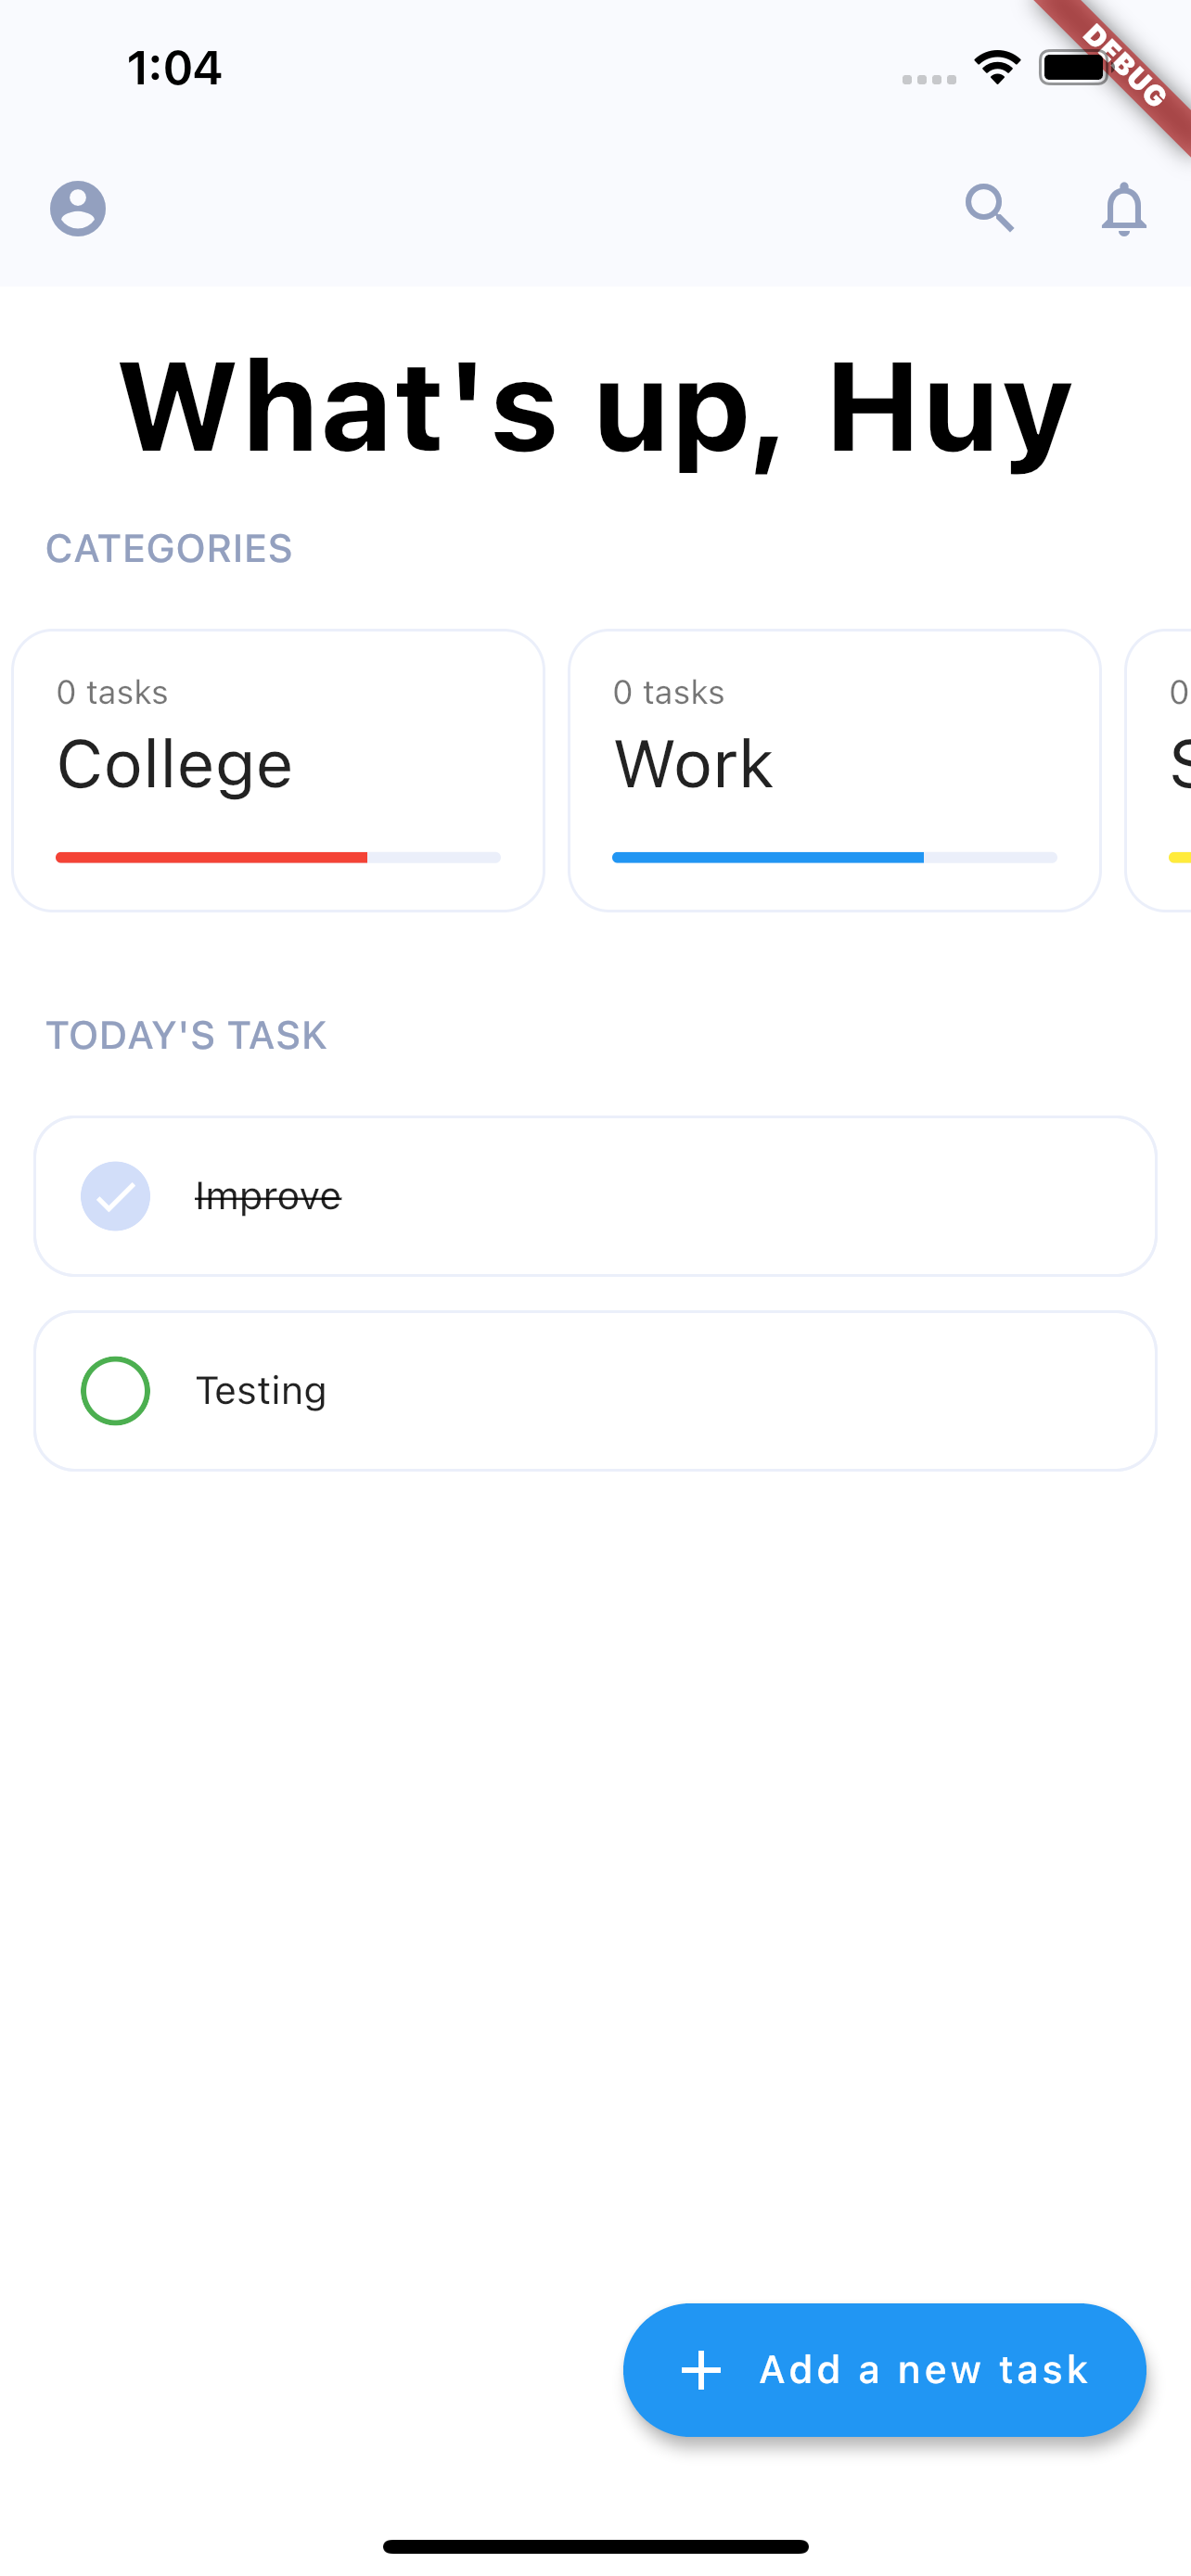 1:04
DEBUG
What's up, Huy
CATEGORIES
0 tasks 0 tasks 0
College Work S
TODAY'S TASK
Improve
Testing
Add a new task